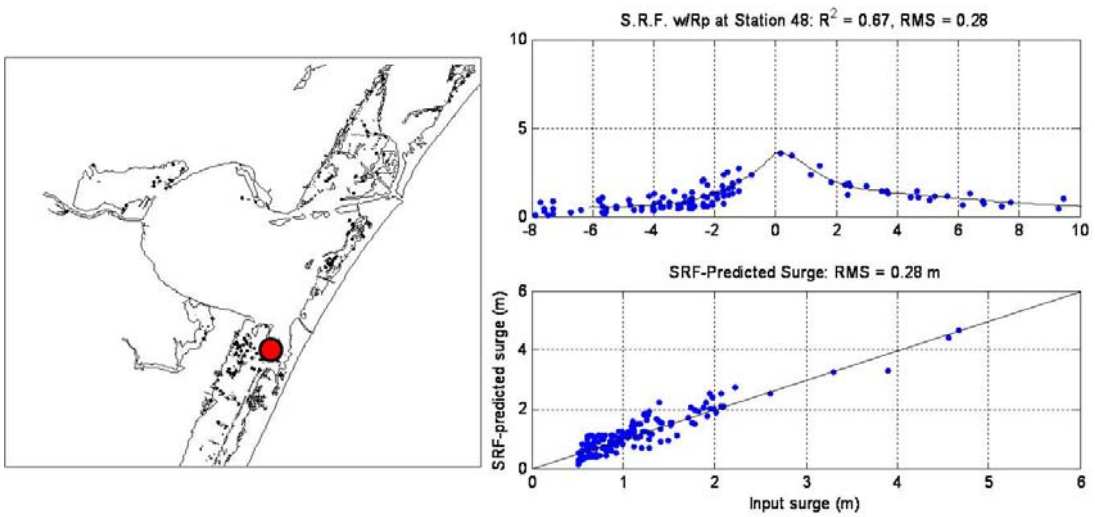 S.R.F. w/Rp at Station 48: R² = 0.67, RMS = 0.28
10
5
0
-8 -6 -4 -2 0 2 4 6 8 10
SRF-Predicted Surge: RMS = 0.28 m
SRF-predicted surge (m)
6
4
2
0
0 1 2 3 4 5 6
Input surge (m)